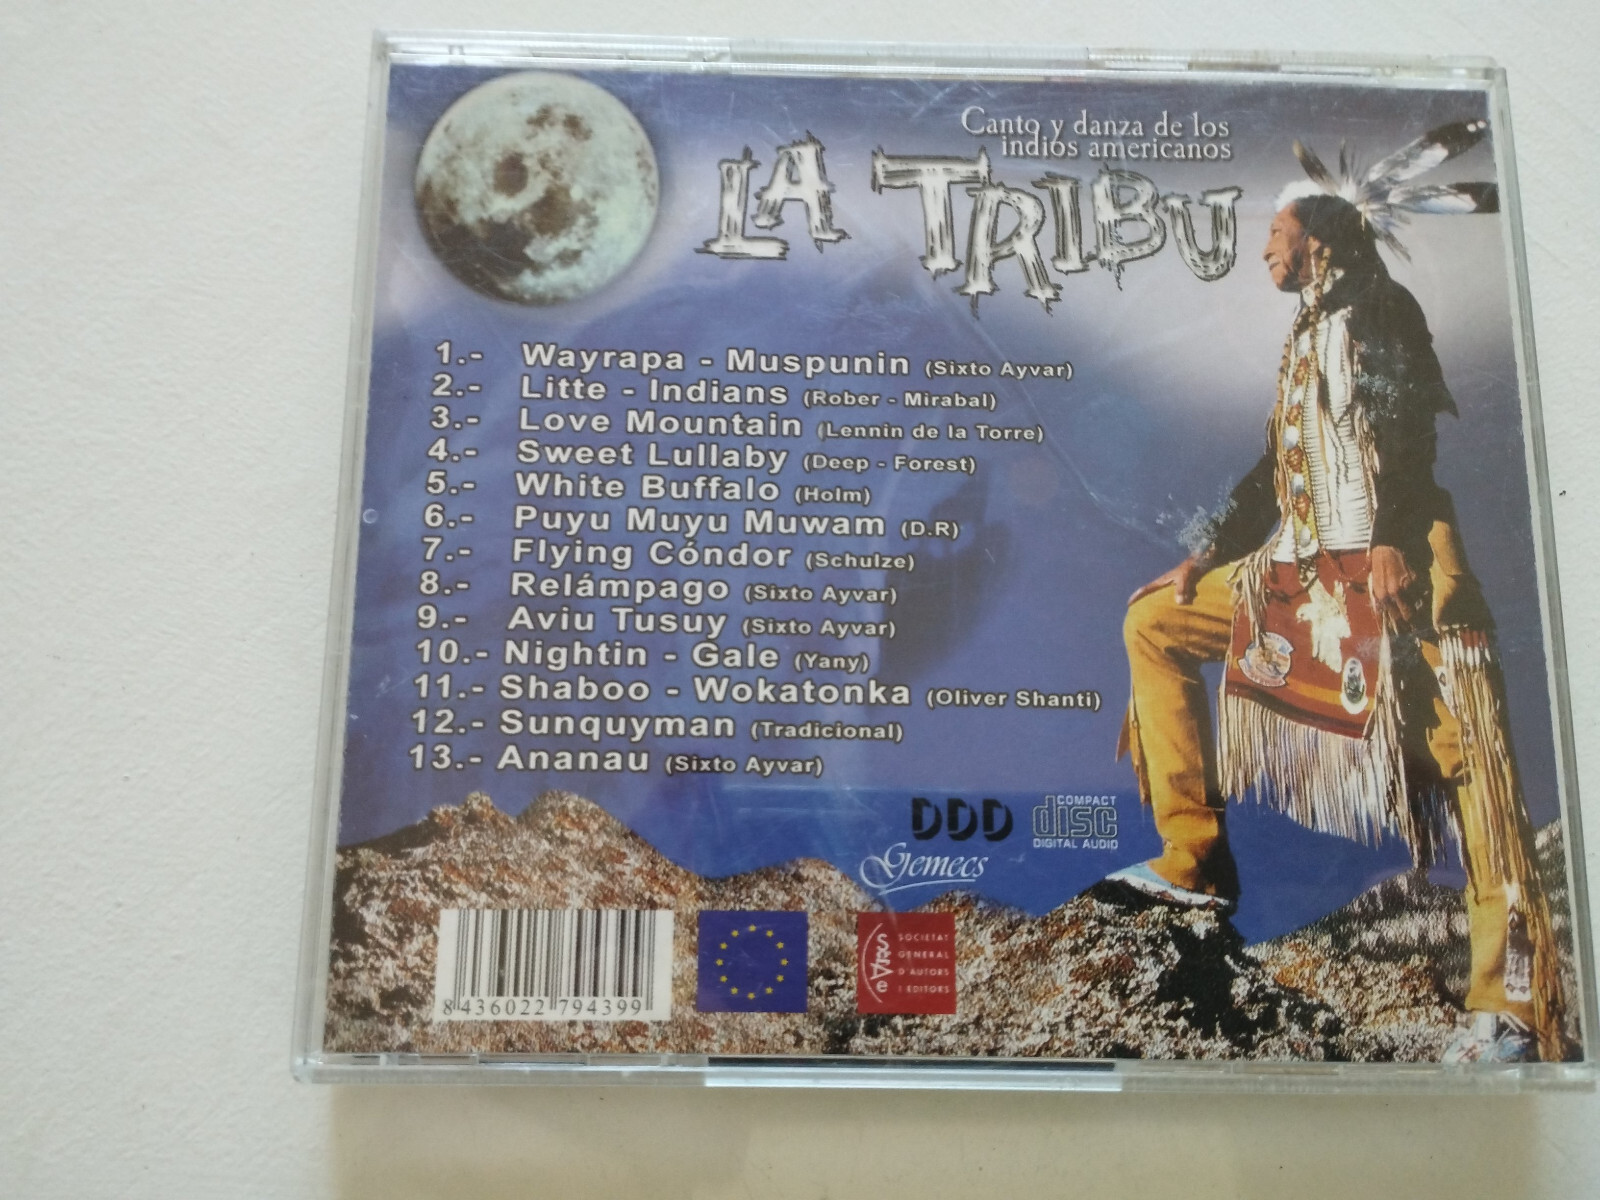 Canto y danza de los
indios americanos
LA TRIBU
1.- Wayrapa - Muspunin (Sixto Ayvar)
2.- Litte - Indians (Rober - Mirabal)
3.- Love Mountain (Lennin de la Torre)
4.- Sweet Lullaby (Deep - Forest)
5.- White Buffalo (Holm)
6.- Puyu Muyu Muwam (D.R)
7.- Flying Cóndor (Schulze)
8.- Relámpago (Sixto Ayvar)
9.- Aviu Tusuy (Sixto Ayvar)
10.- Nightin - Gale (Yany)
11.- Shaboo - Wokatonka (Oliver Shanti)
12.- Sunquyman (Tradicional)
13.- Ananau (Sixto Ayvar)
DDD
COMPACT
disc
DIGITAL AUDIO
Gemecs
8 436022 794399
SGAE
SOCIETAT
GENERAL
D'AUTORS
I EDITORS